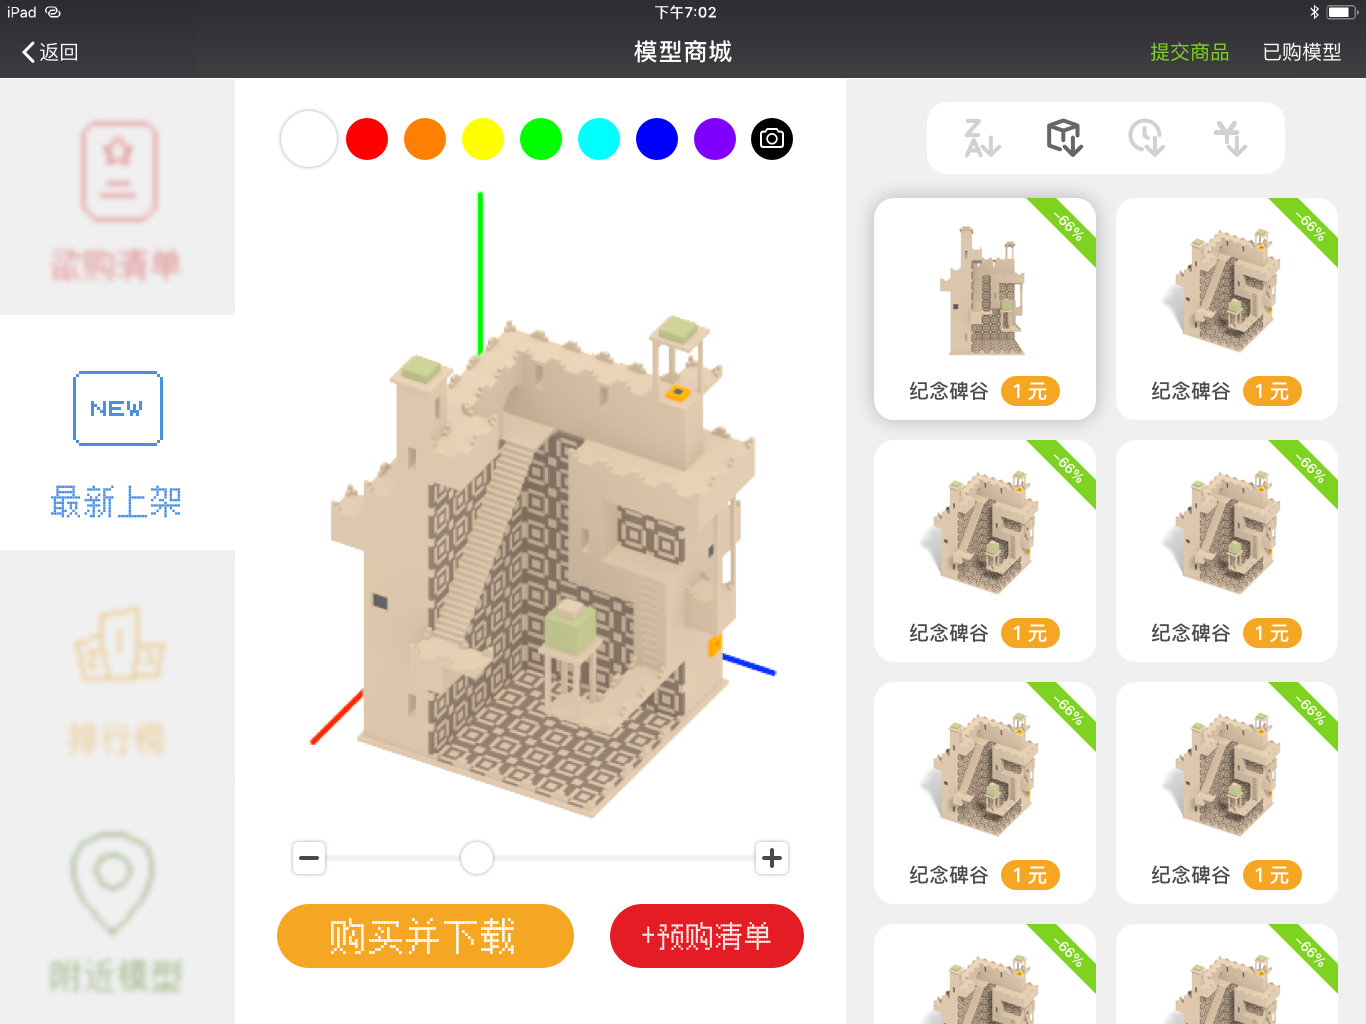 iPad
下午7:02
返回
模型商城
提交商品
已购模型
欲购清单
NEW
最新上架
排行榜
附近模型
Z
A
-66%
纪念碑谷 1 元
-66%
纪念碑谷 1 元
-66%
纪念碑谷 1 元
-66%
纪念碑谷 1 元
-66%
纪念碑谷 1 元
-66%
纪念碑谷 1 元
-66%
-66%
购买并下载
+预购清单